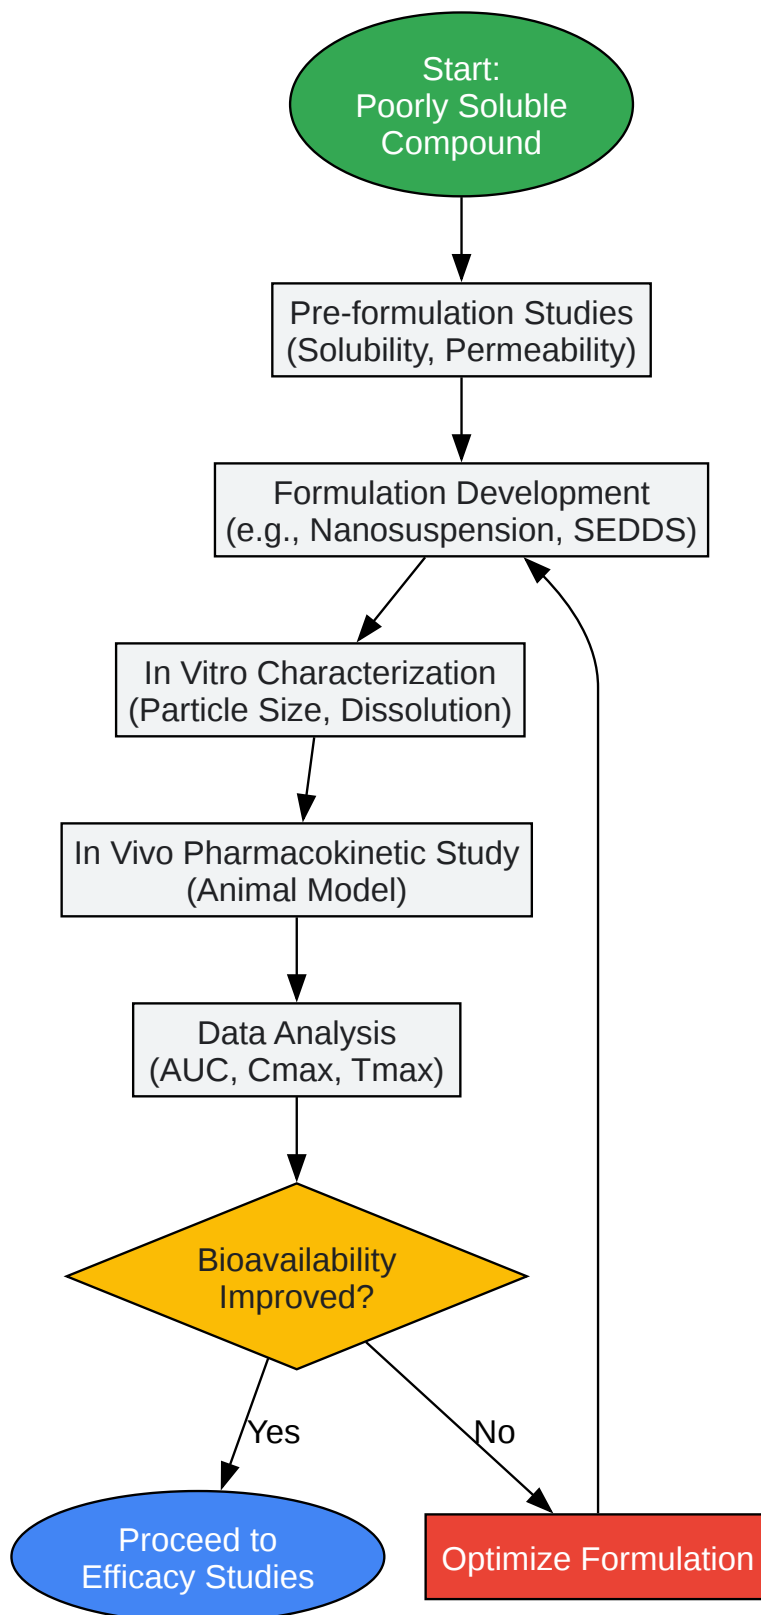 Start:
Poorly Soluble
Compound
Pre-formulation Studies
(Solubility, Permeability)
Formulation Development
(e.g., Nanosuspension, SEDDS)
In Vitro Characterization
(Particle Size, Dissolution)
In Vivo Pharmacokinetic Study
(Animal Model)
Data Analysis
(AUC, Cmax, Tmax)
Bioavailability
Improved?
Yes
No
Proceed to
Efficacy Studies
Optimize Formulation